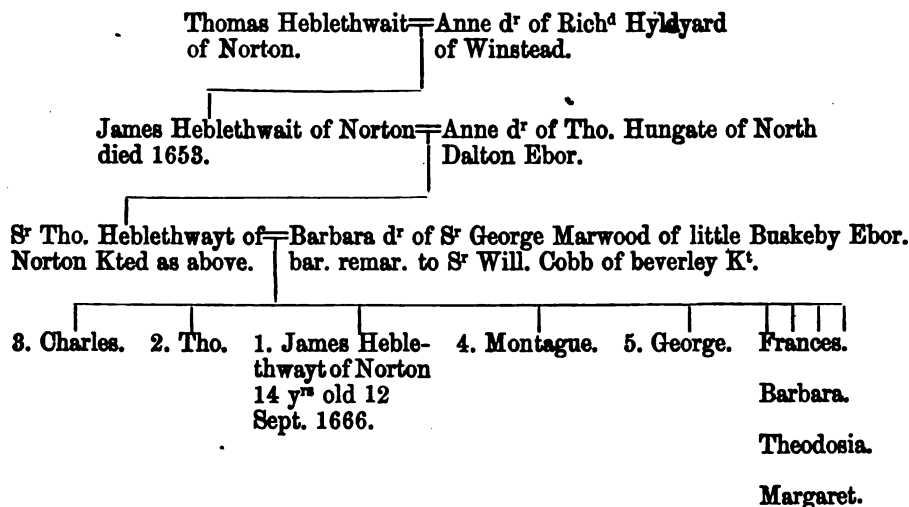 Thomas Heblethwait═Anne dʳ of Richᵈ Hyldyard
of Norton. of Winstead.
James Heblethwait of Norton═Anne dʳ of Tho. Hungate of North
died 1653. Dalton Ebor.
Sʳ Tho. Heblethwayt of═Barbara dʳ of Sʳ George Marwood of little Buskeby Ebor.
Norton Kted as above. bar. remar. to Sʳ Will. Cobb of beverley Kᵗ.
3. Charles. 2. Tho. 1. James Heble- 4. Montague. 5. George. Frances.
thwayt of Norton
14 yʳˢ old 12
Sept. 1666.
Barbara.
Theodosia.
Margaret.